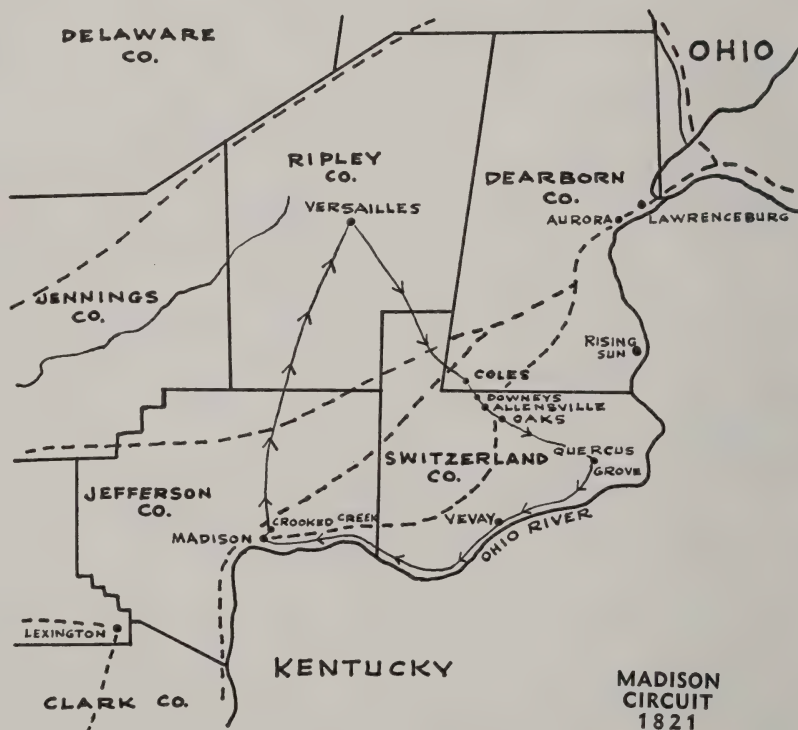 DELAWARE
CO.
OHIO
RIPLEY
CO.
VERSAILLES
DEARBORN
CO.
AURORA
LAWRENCEBURG
JENNINGS
CO.
RISING
SUN
COLES
DOWNEYS
ALLENSVILLE
OAKS
QUERCUS
GROVE
SWITZERLAND
CO.
JEFFERSON
CO.
CROOKED CREEK
MADISON
VEVAY
OHIO RIVER
LEXINGTON
KENTUCKY
CLARK CO.
MADISON
CIRCUIT
1821